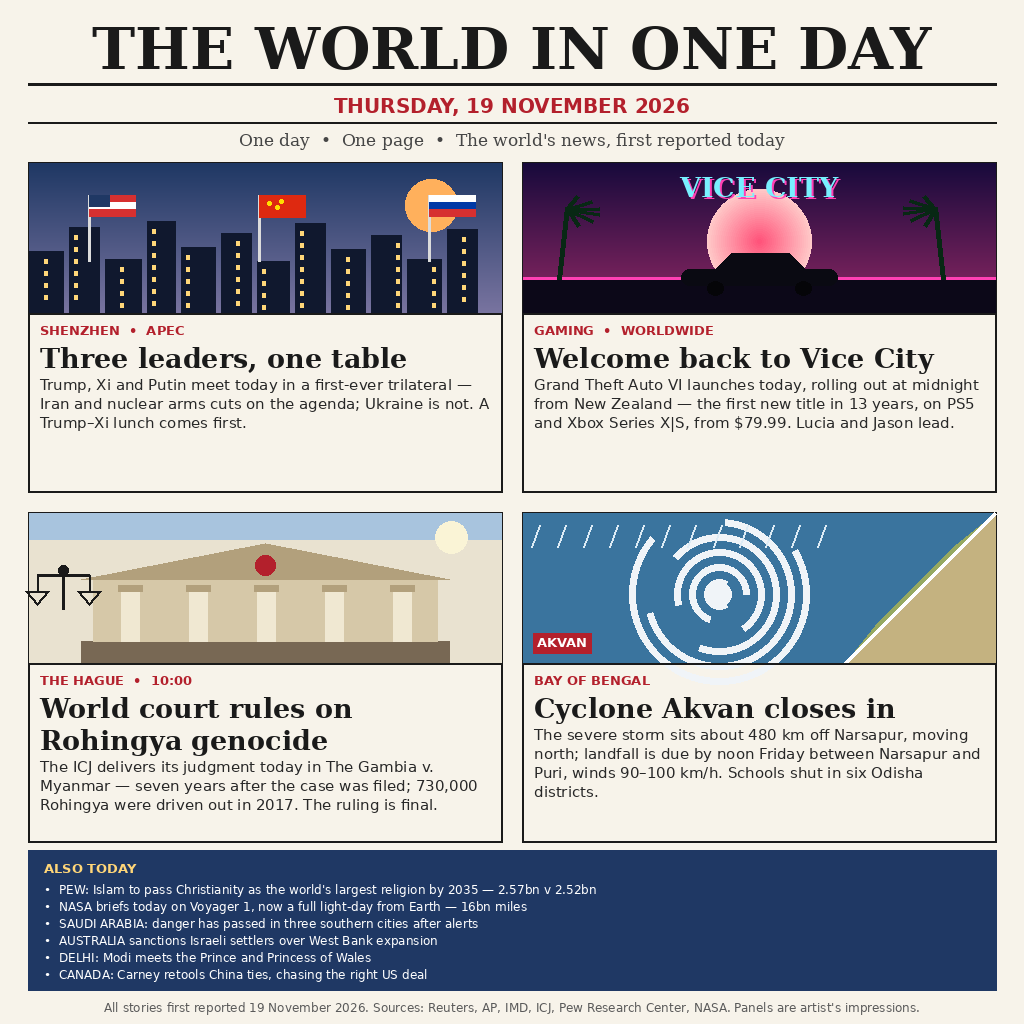 THE WORLD IN ONE DAY
THURSDAY, 19 NOVEMBER 2026
One day • One page • The world's news, first reported today
SHENZHEN • APEC
Three leaders, one table
Trump, Xi and Putin meet today in a first-ever trilateral —
Iran and nuclear arms cuts on the agenda; Ukraine is not. A
Trump–Xi lunch comes first.
VICE CITY
GAMING • WORLDWIDE
Welcome back to Vice City
Grand Theft Auto VI launches today, rolling out at midnight
from New Zealand — the first new title in 13 years, on PS5
and Xbox Series X|S, from $79.99. Lucia and Jason lead.
THE HAGUE • 10:00
World court rules on
Rohingya genocide
The ICJ delivers its judgment today in The Gambia v.
Myanmar — seven years after the case was filed; 730,000
Rohingya were driven out in 2017. The ruling is final.
AKVAN
BAY OF BENGAL
Cyclone Akvan closes in
The severe storm sits about 480 km off Narsapur, moving
north; landfall is due by noon Friday between Narsapur and
Puri, winds 90–100 km/h. Schools shut in six Odisha
districts.
ALSO TODAY
• PEW: Islam to pass Christianity as the world's largest religion by 2035 — 2.57bn v 2.52bn
• NASA briefs today on Voyager 1, now a full light-day from Earth — 16bn miles
• SAUDI ARABIA: danger has passed in three southern cities after alerts
• AUSTRALIA sanctions Israeli settlers over West Bank expansion
• DELHI: Modi meets the Prince and Princess of Wales
• CANADA: Carney retools China ties, chasing the right US deal
All stories first reported 19 November 2026. Sources: Reuters, AP, IMD, ICJ, Pew Research Center, NASA. Panels are artist's impressions.